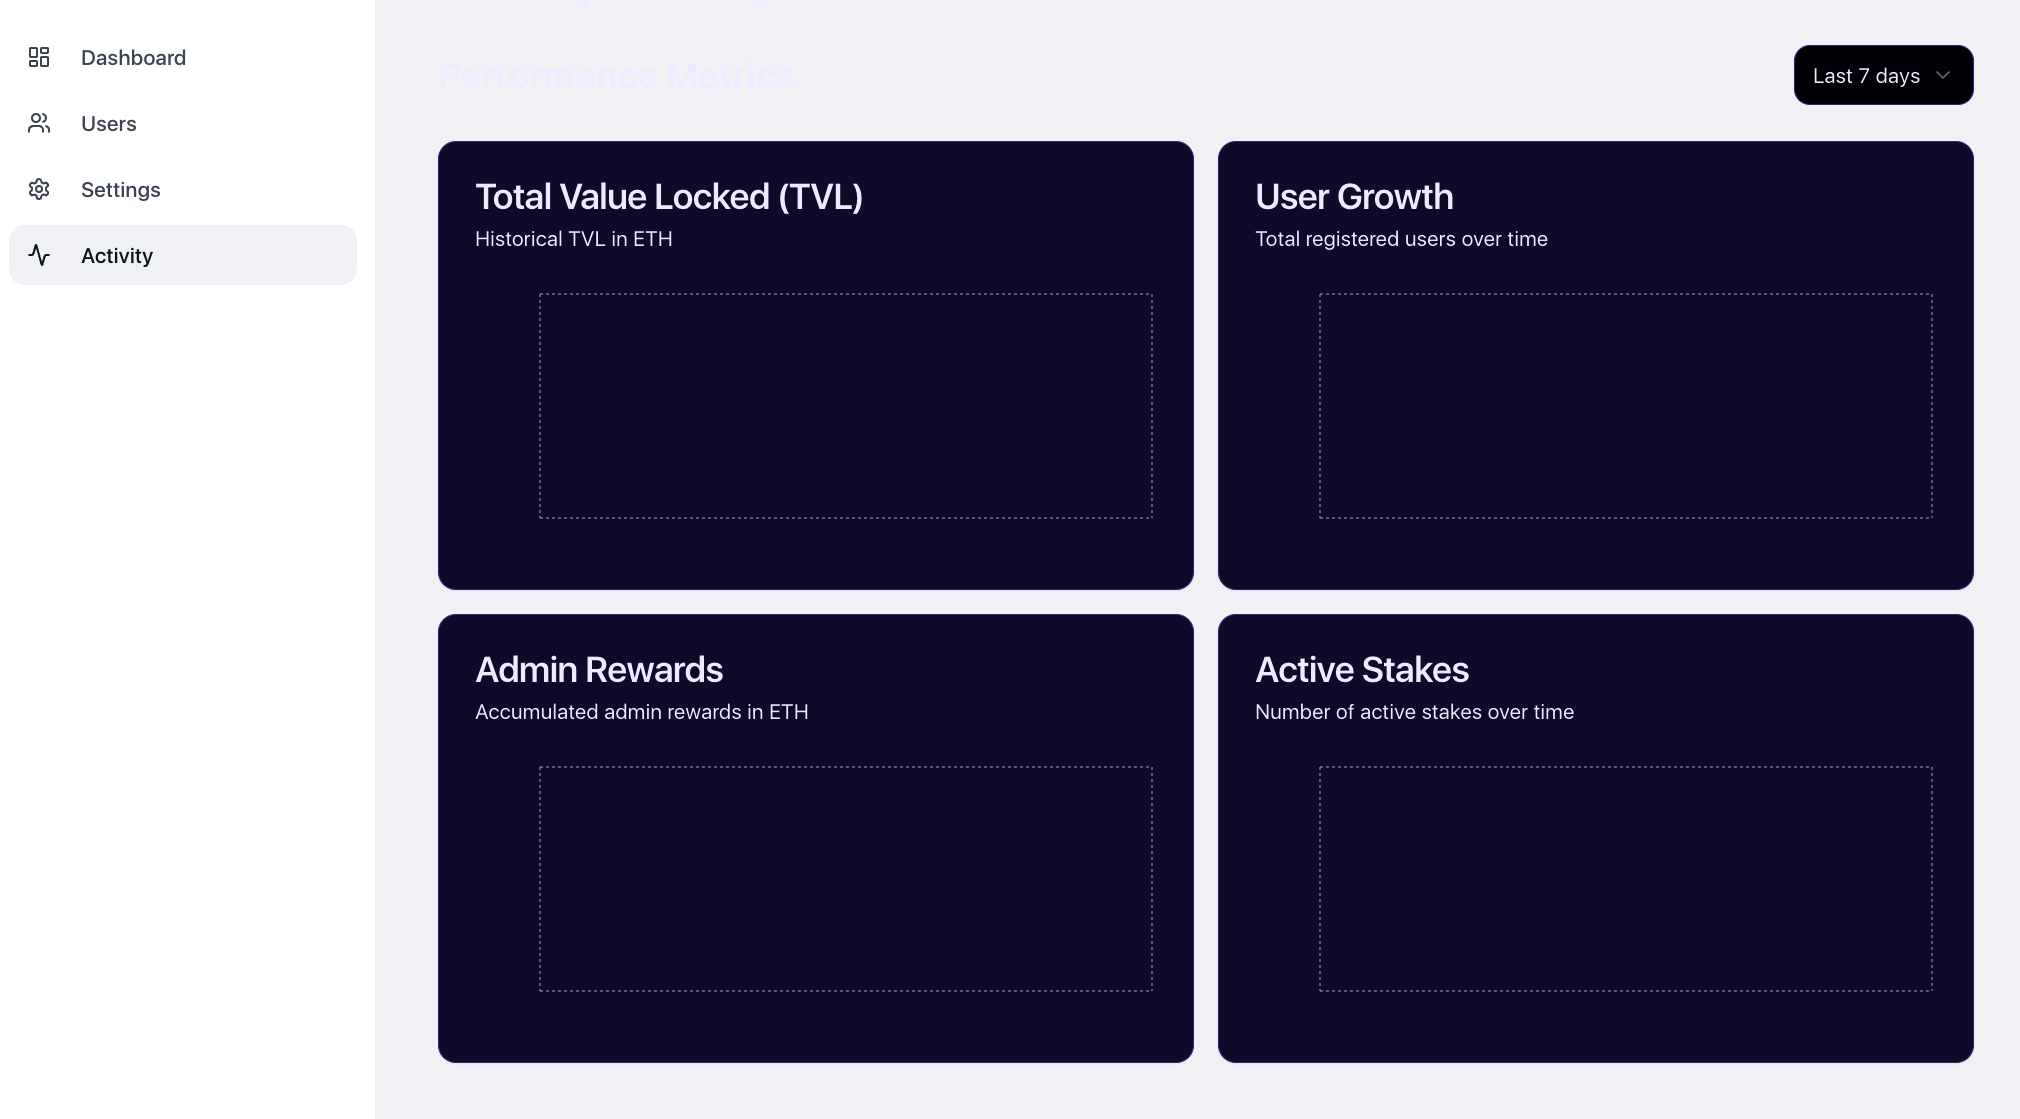 Dashboard
Users
Settings
Activity
Performance Metrics
Last 7 days
Total Value Locked (TVL)
Historical TVL in ETH
User Growth
Total registered users over time
Admin Rewards
Accumulated admin rewards in ETH
Active Stakes
Number of active stakes over time